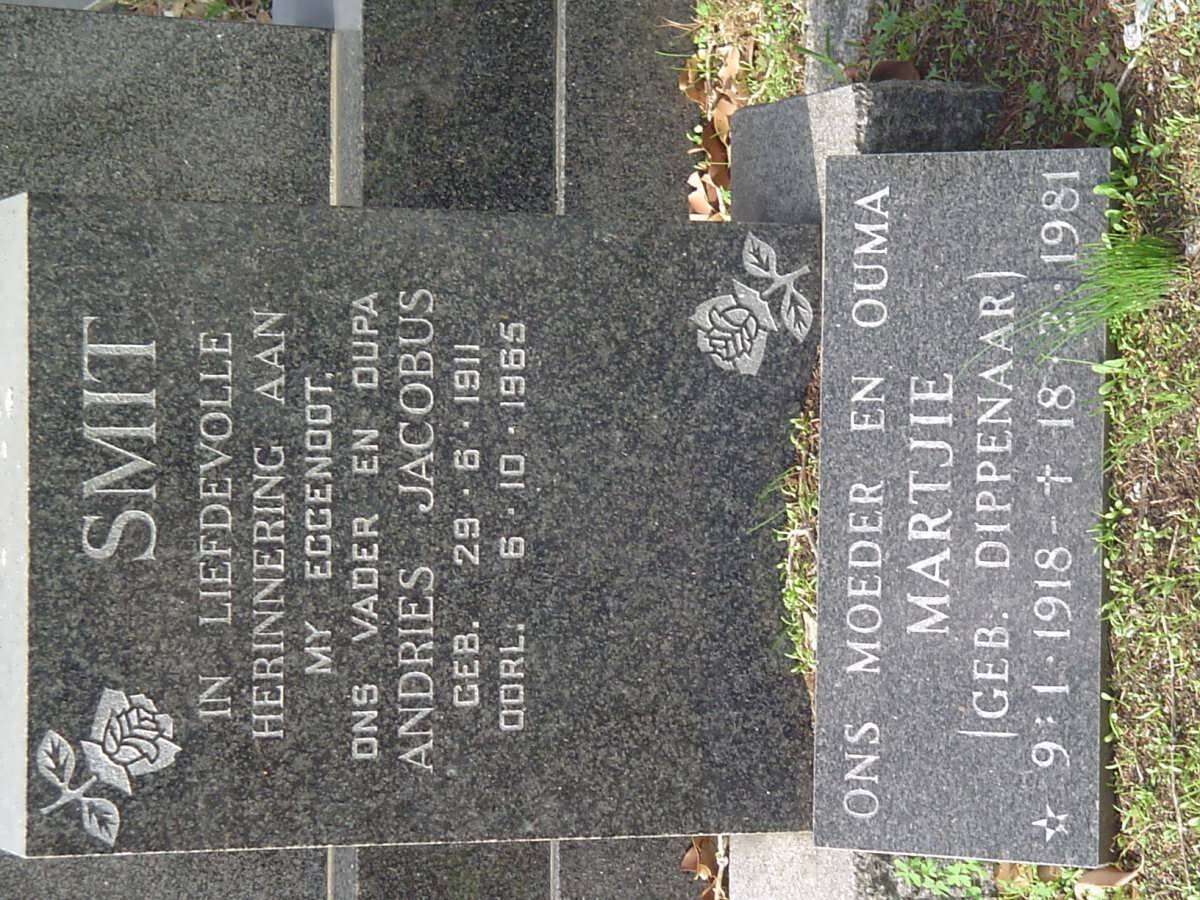 SMIT
IN LIEFDEVOLLE
HERINNERING AAN
MY EGGENOOT,
ONS VADER EN OUPA
ANDRIES JACOBUS
GEB. 29·6·1911
OORL. 6·10·1965
ONS MOEDER EN OUMA
MARTJIE
(GEB. DIPPENAAR)
9·1·1918 - † 18· ·1981